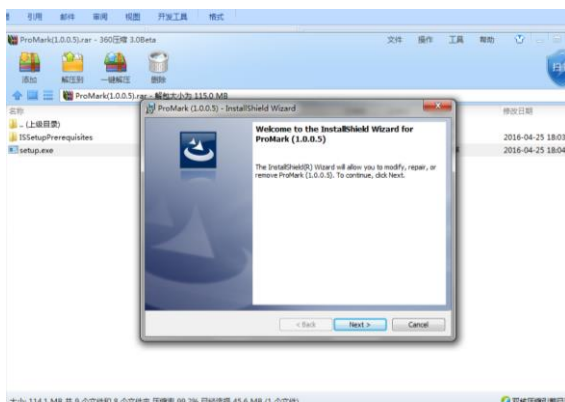 引用 邮件 审阅 视图 开发工具 格式
ProMark(1.0.0.5).rar - 360压缩 3.0Beta 文件 操作 工具 帮助
添加 解压到 一键解压 删除
ProMark(1.0.0.5).rar - 解包大小为 115.0 MB
名称 修改日期
.. (上级目录)
ISSetupPrerequisites 2016-04-25 18:03
setup.exe 2016-04-25 18:04
ProMark (1.0.0.5) - InstallShield Wizard
Welcome to the InstallShield Wizard for
ProMark (1.0.0.5)
The InstallShield(R) Wizard will allow you to modify, repair, or
remove ProMark (1.0.0.5). To continue, click Next.
< Back Next > Cancel